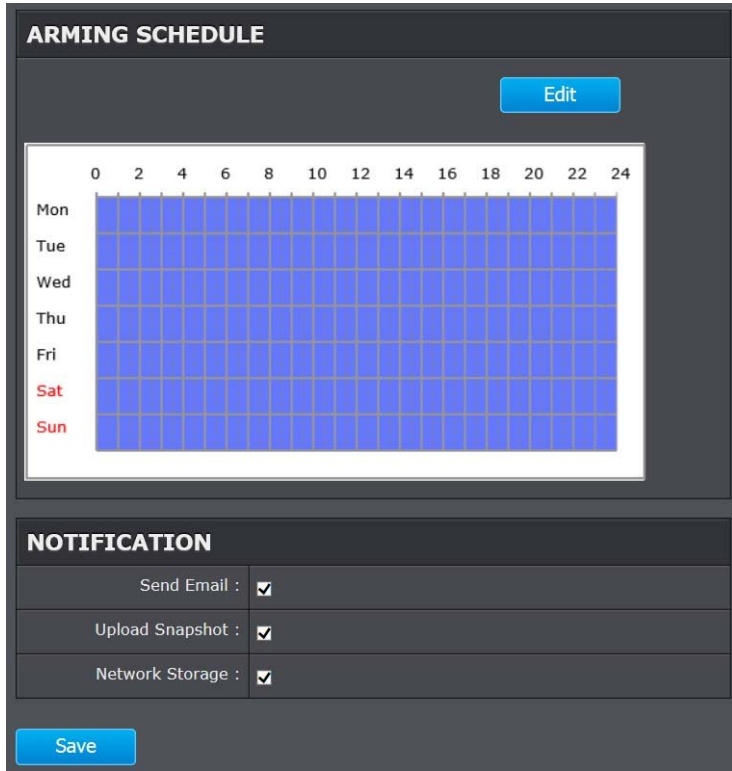 ARMING SCHEDULE
Edit
0 2 4 6 8 10 12 14 16 18 20 22 24
Mon
Tue
Wed
Thu
Fri
Sat
Sun
NOTIFICATION
Send Email :
Upload Snapshot :
Network Storage :
Save